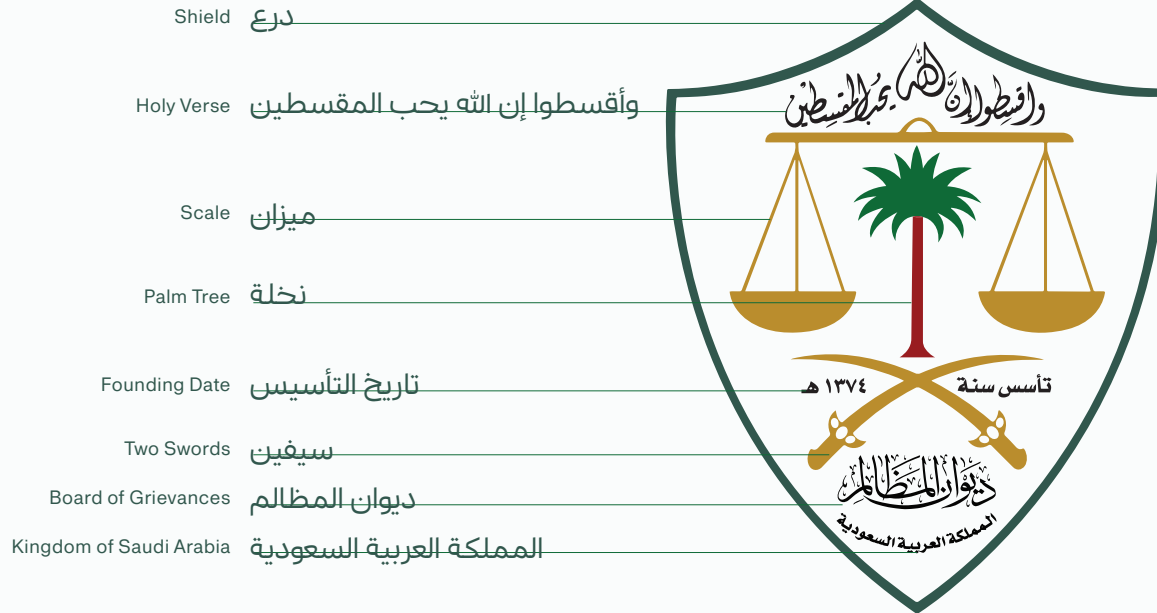 Shield درع
Holy Verse وأقسطوا إن الله يحب المقسطين
Scale ميزان
Palm Tree نخلة
Founding Date تاريخ التأسيس
Two Swords سيفين
Board of Grievances ديوان المظالم
Kingdom of Saudi Arabia المملكة العربية السعودية
وأقسطوا إن الله يحب المقسطين
تأسس سنة ١٣٧٤ هـ
ديوان المظالم
المملكة العربية السعودية